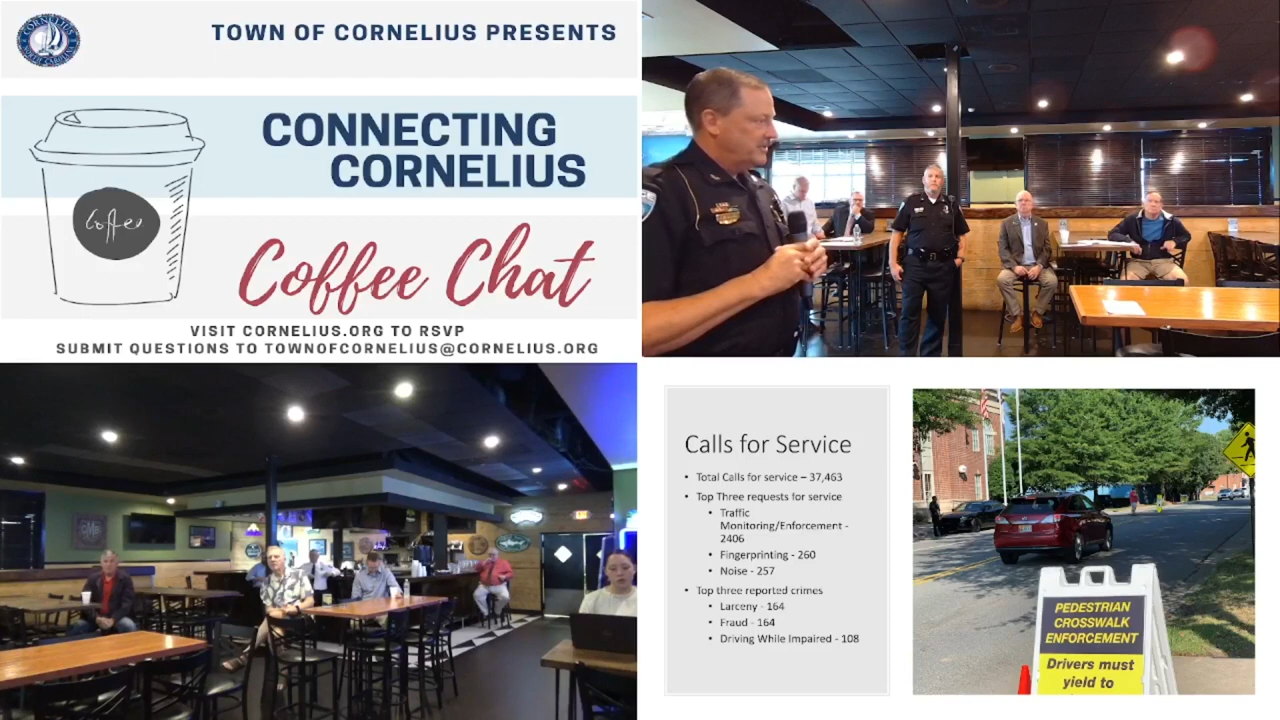 TOWN OF CORNELIUS PRESENTS
CORNELIUS
NORTH CAROLINA
CONNECTING
CORNELIUS
Coffee
Coffee Chat
VISIT CORNELIUS.ORG TO RSVP
SUBMIT QUESTIONS TO TOWNOFCORNELIUS@CORNELIUS.ORG
Calls for Service
• Total Calls for service – 37,463
• Top Three requests for service
• Traffic
Monitoring/Enforcement -
2406
• Fingerprinting - 260
• Noise - 257
• Top three reported crimes
• Larceny - 164
• Fraud - 164
• Driving While Impaired - 108
PEDESTRIAN
CROSSWALK
ENFORCEMENT
Drivers must
yield to